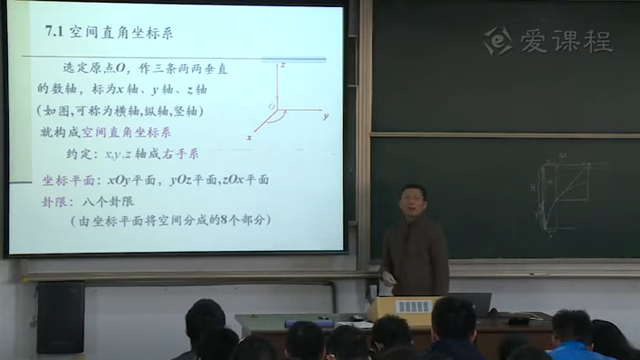 7.1 空间直角坐标系
选定原点O, 作三条两两垂直
的数轴, 标为x轴、y轴、z轴
(如图,可称为横轴,纵轴,竖轴)
就构成空间直角坐标系
约定: x,y,z 轴成右手系
坐标平面: xOy平面, yOz平面,zOx平面
卦限: 八个卦限
(由坐标平面将空间分成的8个部分)
z
O
y
x
爱课程